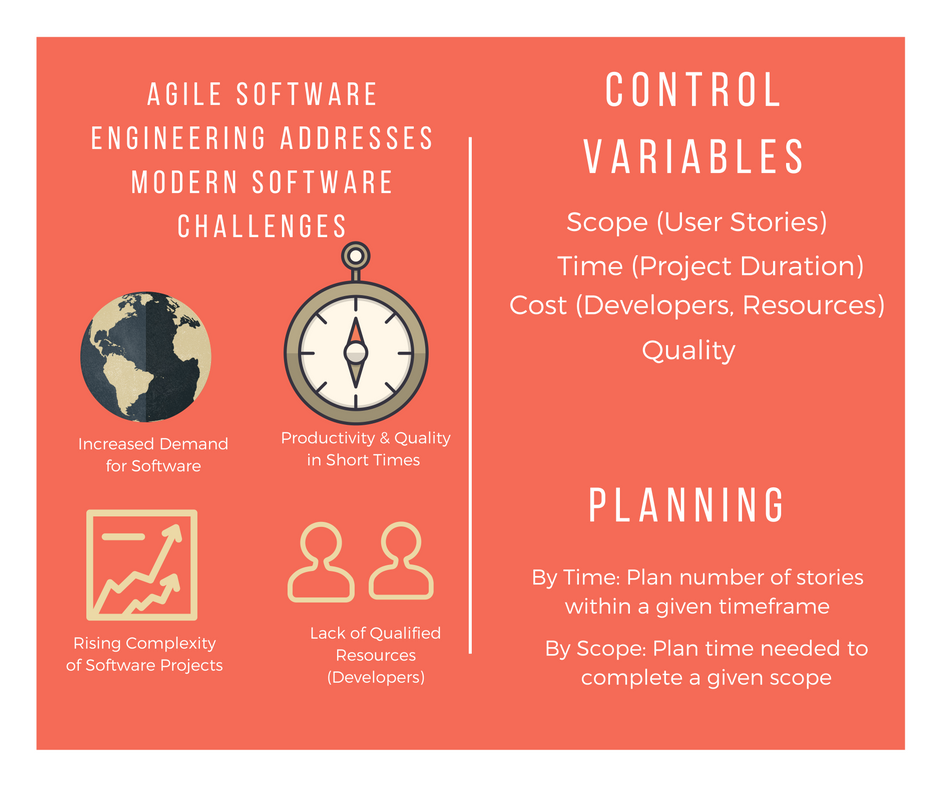 AGILE SOFTWARE
ENGINEERING ADDRESSES
MODERN SOFTWARE
CHALLENGES
Increased Demand
for Software
Productivity & Quality
in Short Times
Rising Complexity
of Software Projects
Lack of Qualified
Resources
(Developers)
CONTROL
VARIABLES
Scope (User Stories)
Time (Project Duration)
Cost (Developers, Resources)
Quality
PLANNING
By Time: Plan number of stories
within a given timeframe
By Scope: Plan time needed to
complete a given scope